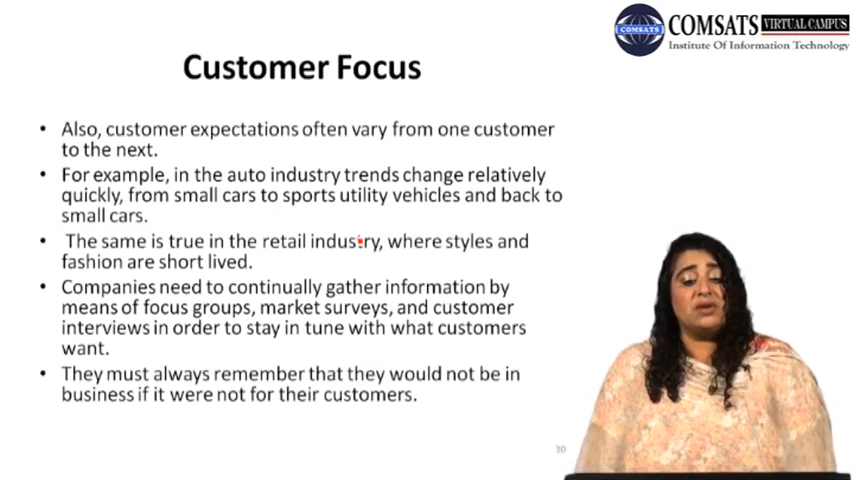 COMSATS VIRTUAL CAMPUS
COMSATS
Institute Of Information Technology
Customer Focus
• Also, customer expectations often vary from one customer
to the next.
• For example, in the auto industry trends change relatively
quickly, from small cars to sports utility vehicles and back to
small cars.
• The same is true in the retail industry, where styles and
fashion are short lived.
• Companies need to continually gather information by
means of focus groups, market surveys, and customer
interviews in order to stay in tune with what customers
want.
• They must always remember that they would not be in
business if it were not for their customers.
30